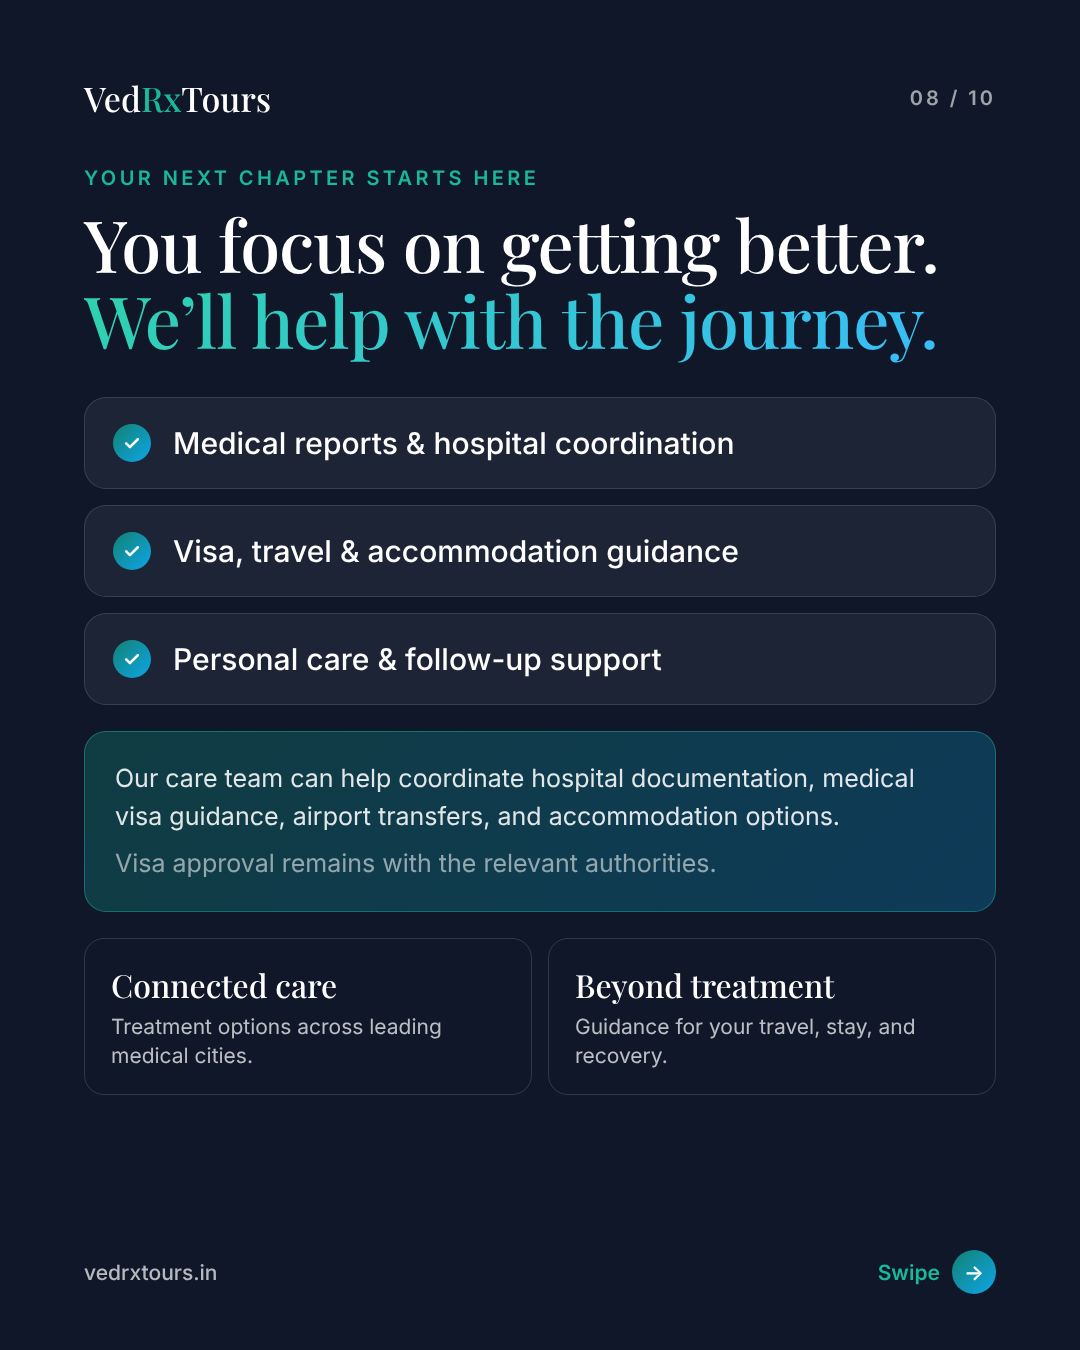 VedRxTours
08 / 10
YOUR NEXT CHAPTER STARTS HERE
You focus on getting better.
We’ll help with the journey.
Medical reports & hospital coordination
Visa, travel & accommodation guidance
Personal care & follow-up support
Our care team can help coordinate hospital documentation, medical
visa guidance, airport transfers, and accommodation options.
Visa approval remains with the relevant authorities.
Connected care
Treatment options across leading
medical cities.
Beyond treatment
Guidance for your travel, stay, and
recovery.
vedrxtours.in
Swipe